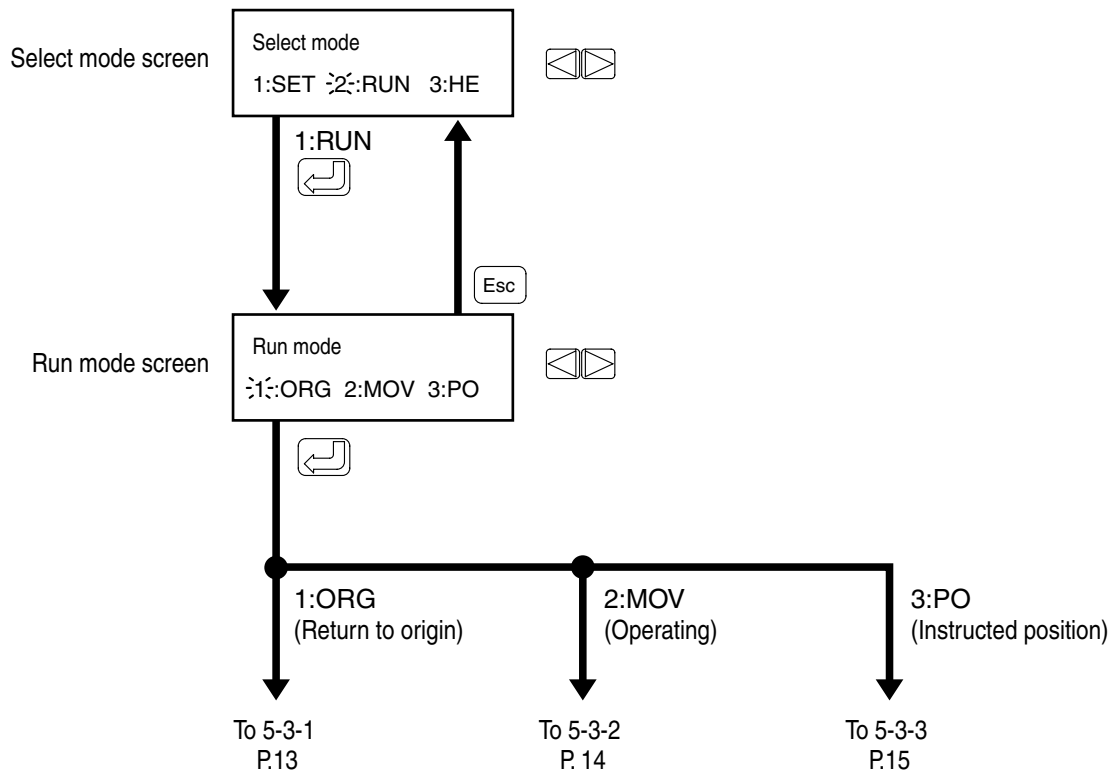 Select mode screen
Select mode
1:SET 2:RUN 3:HE
1:RUN
Esc
Run mode screen
Run mode
1:ORG 2:MOV 3:PO
1:ORG
(Return to origin)
2:MOV
(Operating)
3:PO
(Instructed position)
To 5-3-1
P.13
To 5-3-2
P. 14
To 5-3-3
P.15